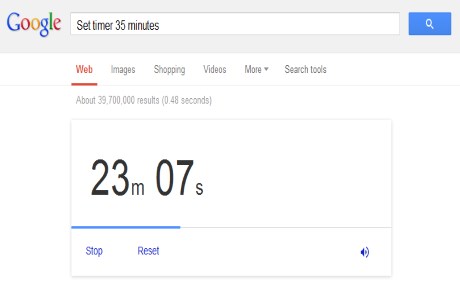 Google Set timer 35 minutes
Web Images Shopping Videos More Search tools
About 39,700,000 results (0.48 seconds)
23m 07s
Stop Reset